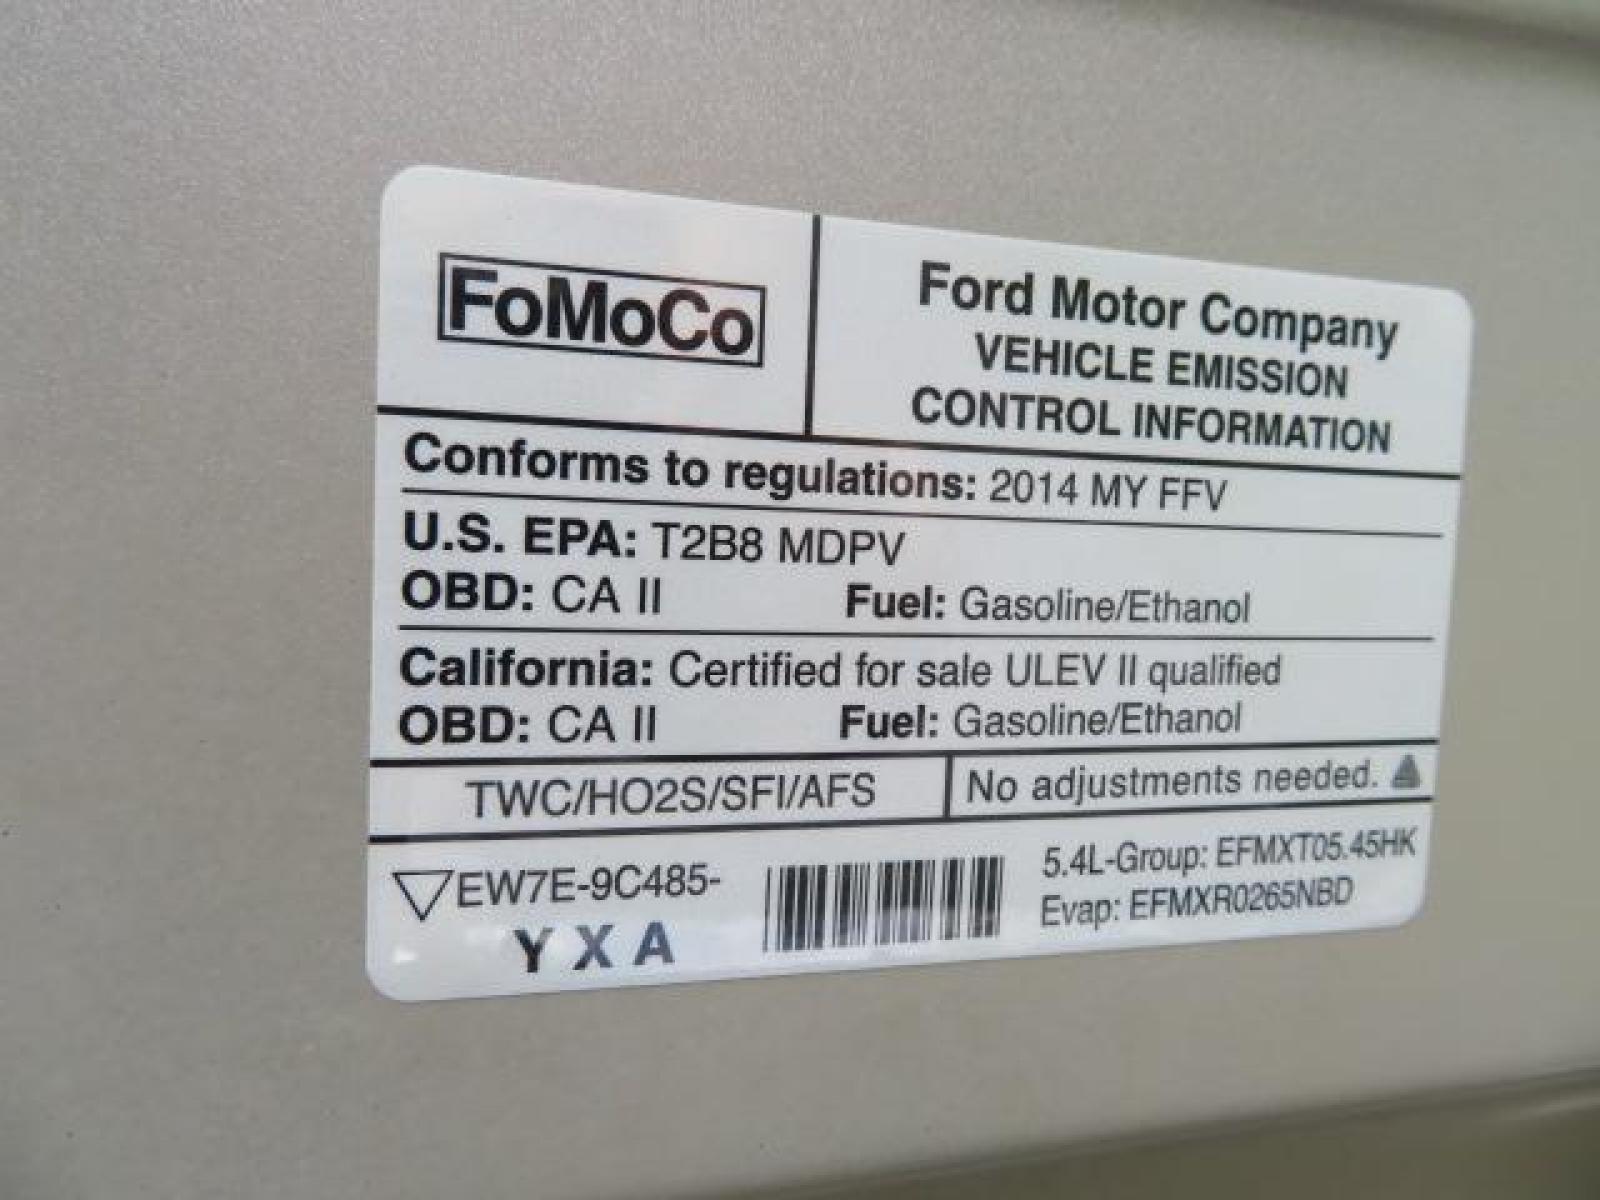 FoMoCo
Ford Motor Company
VEHICLE EMISSION
CONTROL INFORMATION
Conforms to regulations: 2014 MY FFV
U.S. EPA: T2B8 MDPV
OBD: CA II Fuel: Gasoline/Ethanol
California: Certified for sale ULEV II qualified
OBD: CA II Fuel: Gasoline/Ethanol
TWC/HO2S/SFI/AFS
No adjustments needed.
EW7E-9C485-
YXA
5.4L-Group: EFMXT05.45HK
Evap: EFMXR0265NBD